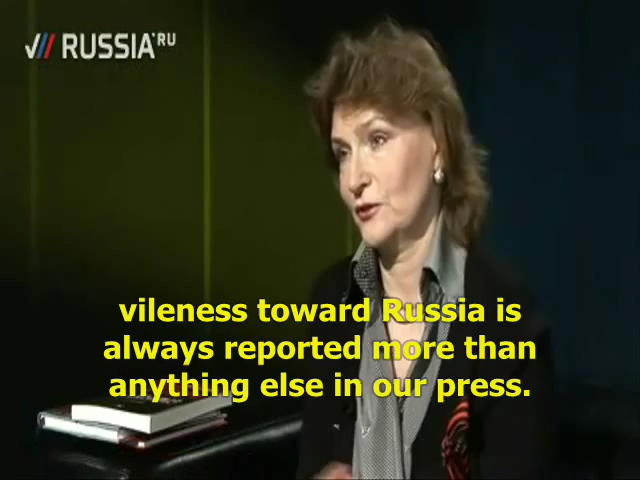 RUSSIA.RU
vileness toward Russia is
always reported more than
anything else in our press.